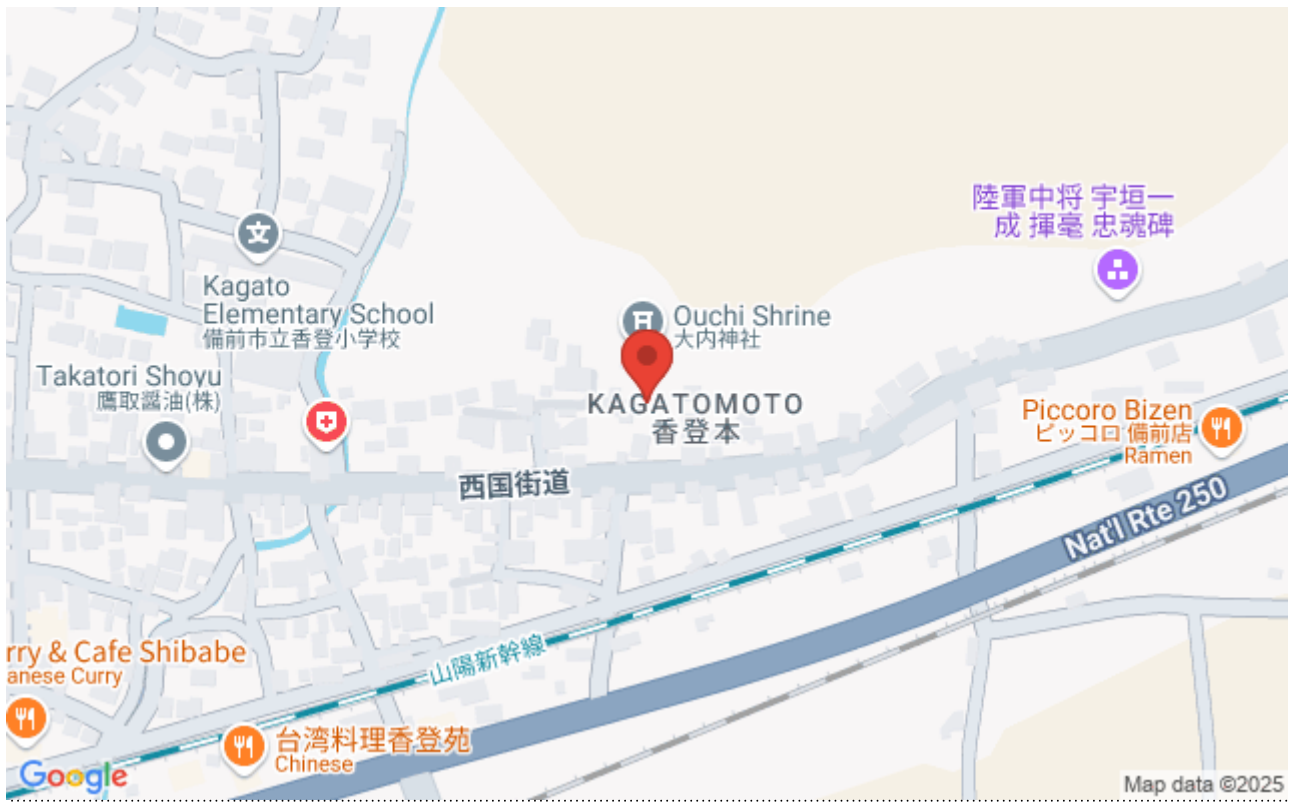 陸軍中将 宇垣一
成 揮毫 忠魂碑
Kagato
Elementary School
備前市立香登小学校
Ouchi Shrine
大内神社
Takatori Shoyu
鷹取醤油(株)
KAGATOMOTO
香登本
Piccoro Bizen
ピッコロ 備前店
Ramen
西国街道
Nat'l Rte 250
山陽新幹線
rry & Cafe Shibabe
anese Curry
台湾料理香登苑
Chinese
Google
Map data ©2025
文